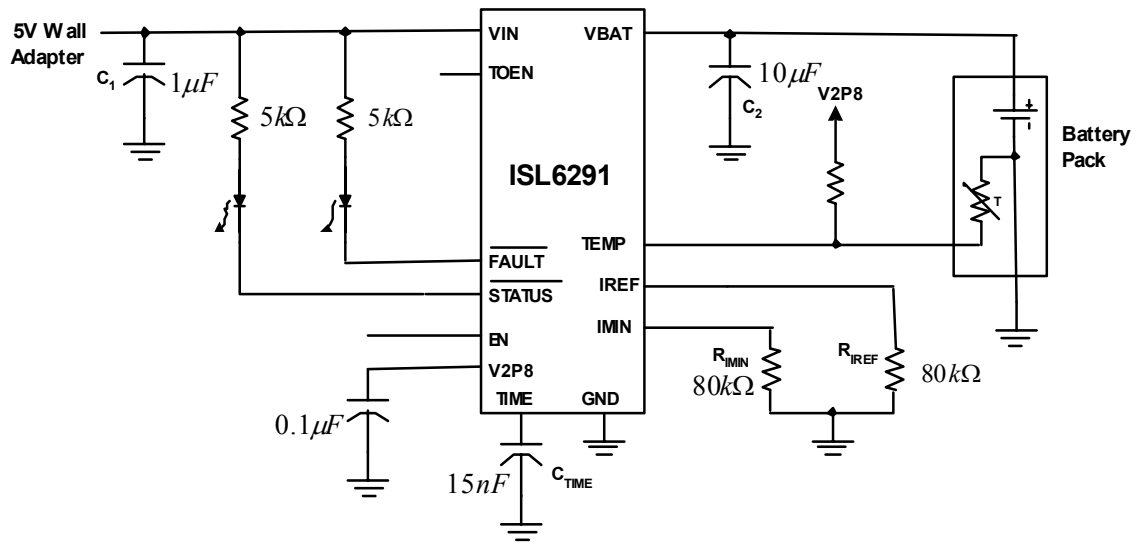 5V Wall
Adapter
C1
1μF
5kΩ
5kΩ
VIN
TOEN
ISL6291
FAULT
STATUS
EN
V2P8
TIME
GND
VBAT
TEMP
IREF
IMIN
10μF
C2
V2P8
T
+
-
Battery
Pack
RIMIN
80kΩ
RIREF
80kΩ
0.1μF
15nF
CTIME